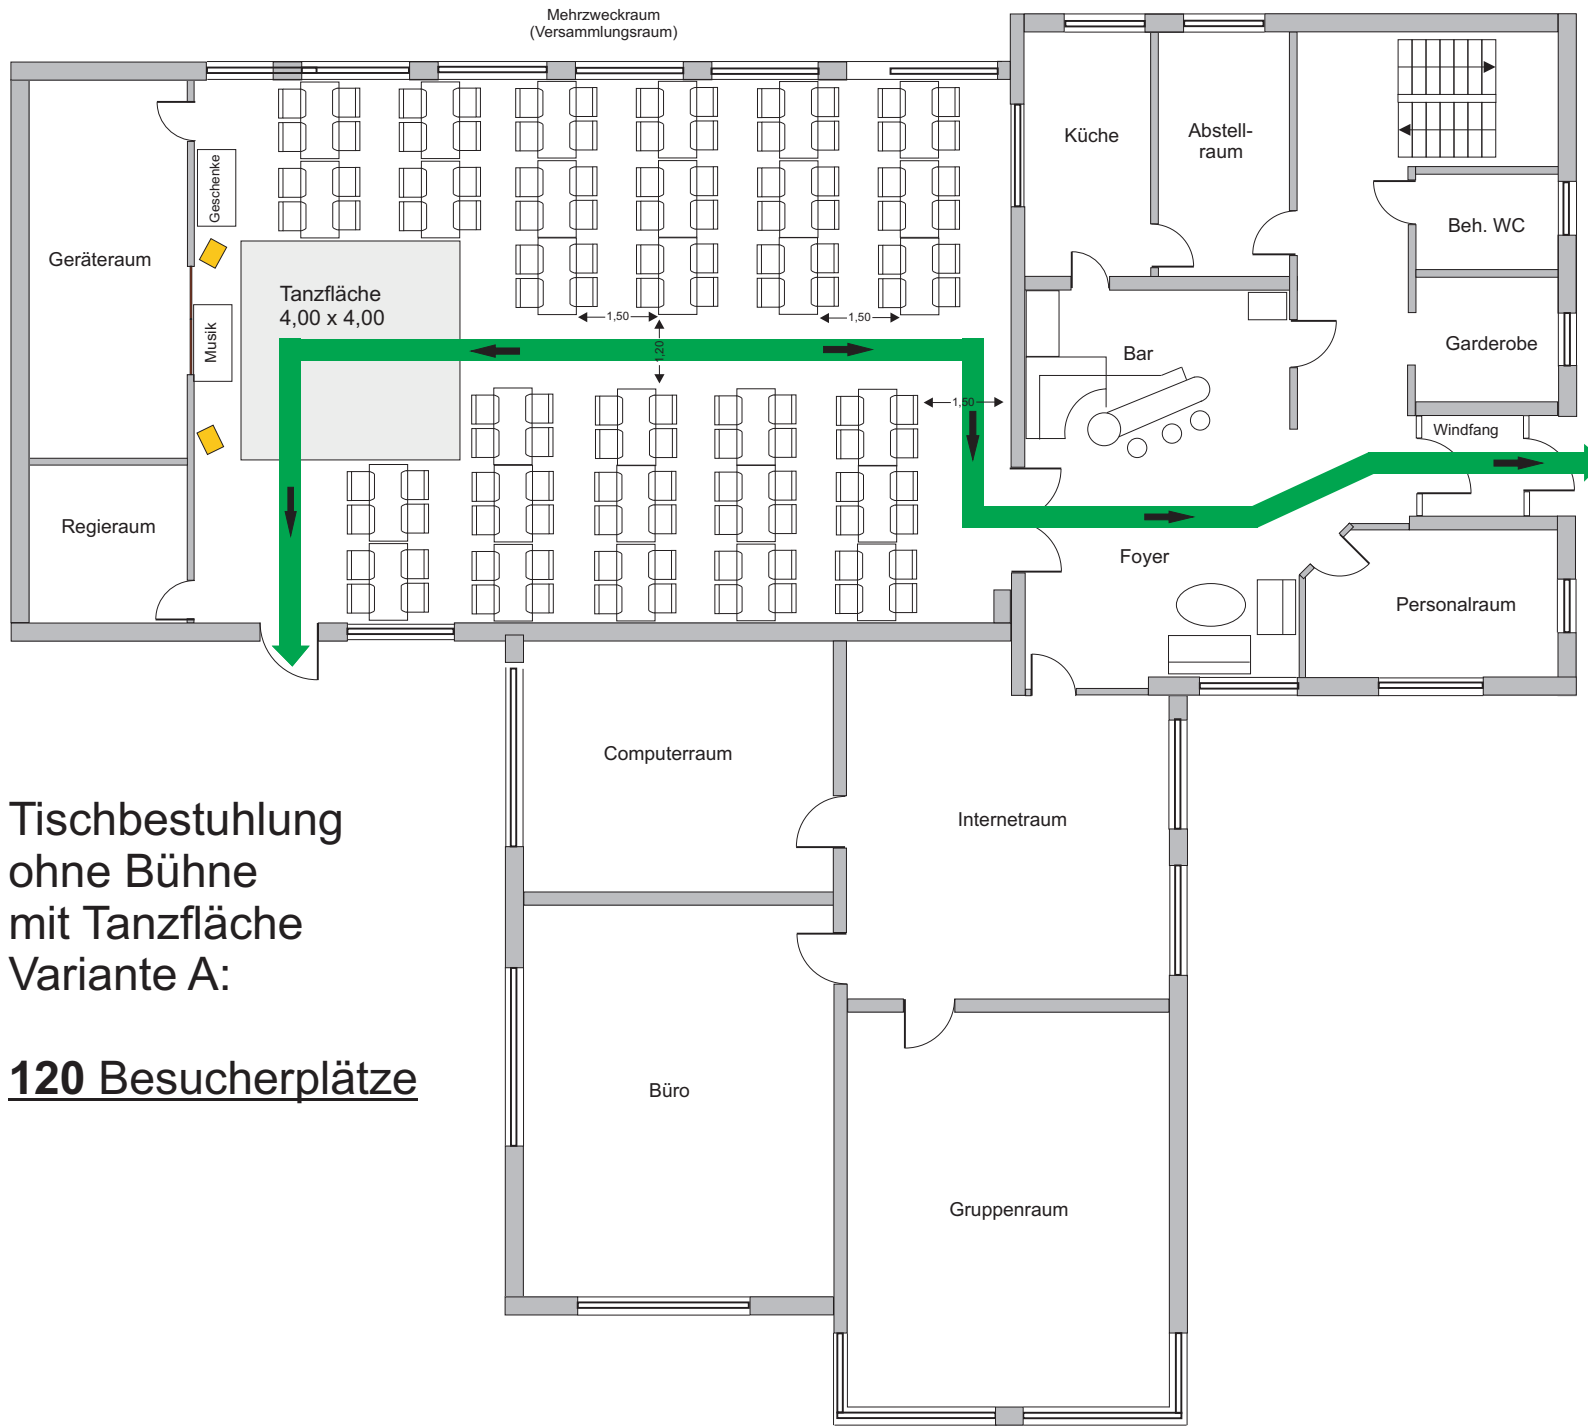 Mehrzweckraum
(Versammlungsraum)
Küche
Abstell-
raum
Geschenke
Beh. WC
Geräteraum
Tanzfläche
4,00 x 4,00
1,50
1,50
Musik
1,20
Bar
Garderobe
1,50
Windfang
Regieraum
Foyer
Personalraum
Computerraum
Internetraum
Tischbestuhlung
ohne Bühne
mit Tanzfläche
Variante A:
120 Besucherplätze
Büro
Gruppenraum